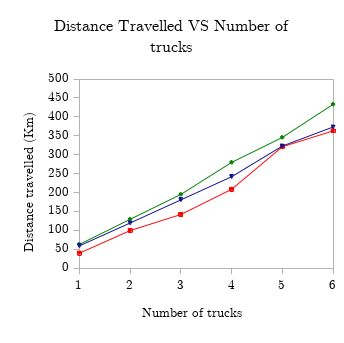 Distance Travelled VS Number of
trucks
500
450
400
350
300
250
200
150
100
50
0
Distance travelled (Km)
1 2 3 4 5 6
Number of trucks